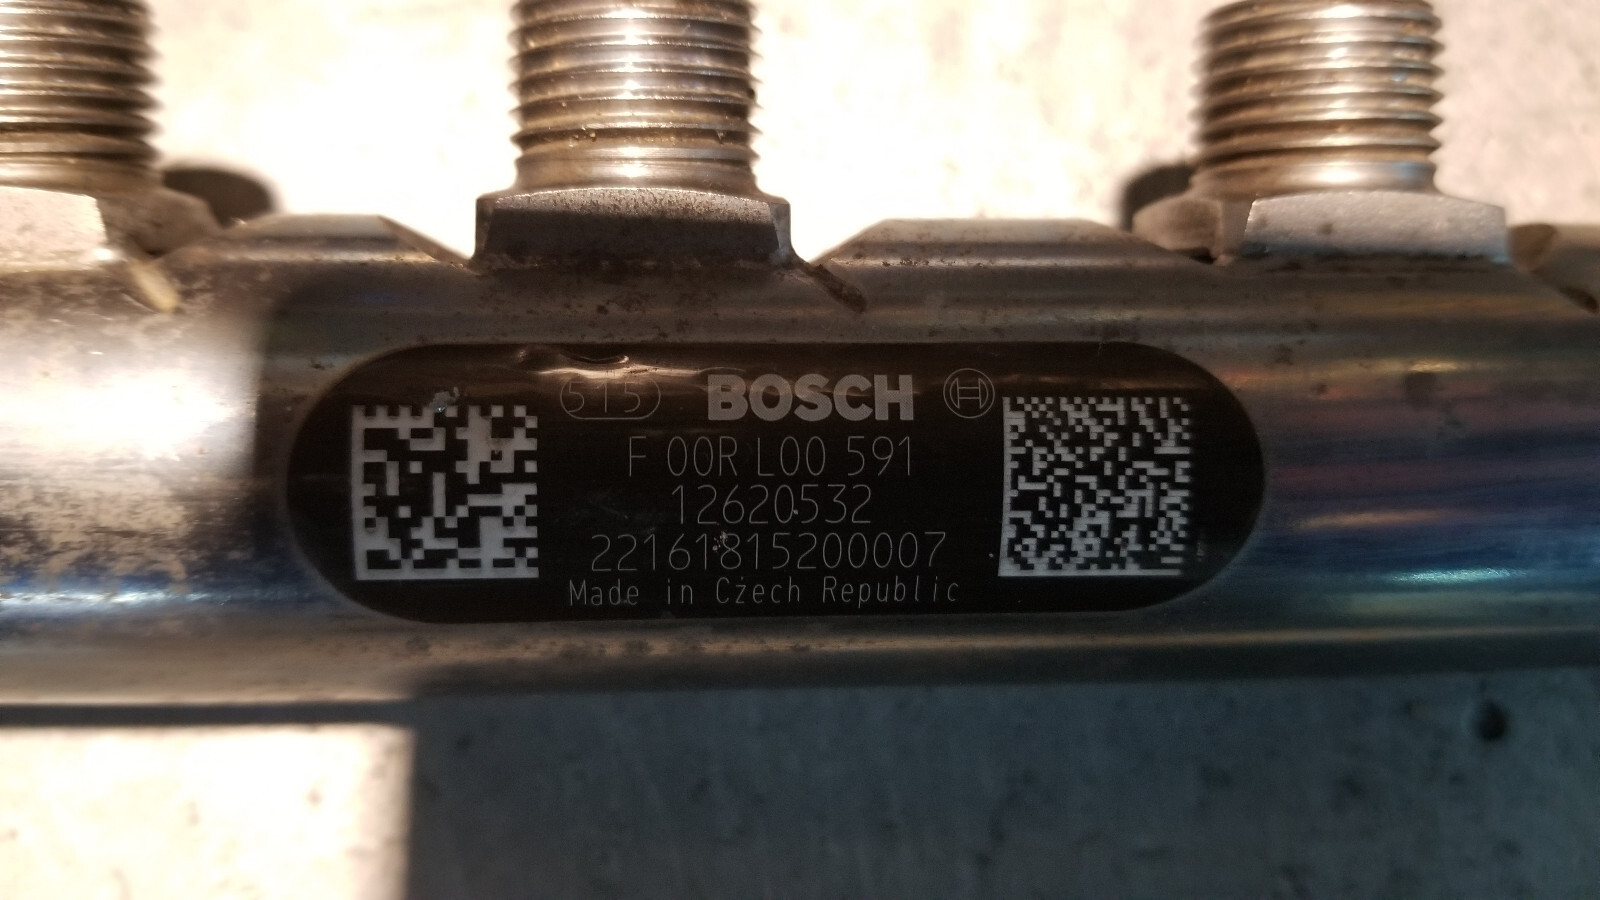 515 BOSCH
F 00R L00 591
12620532
22161815200007
Made in Czech Republic